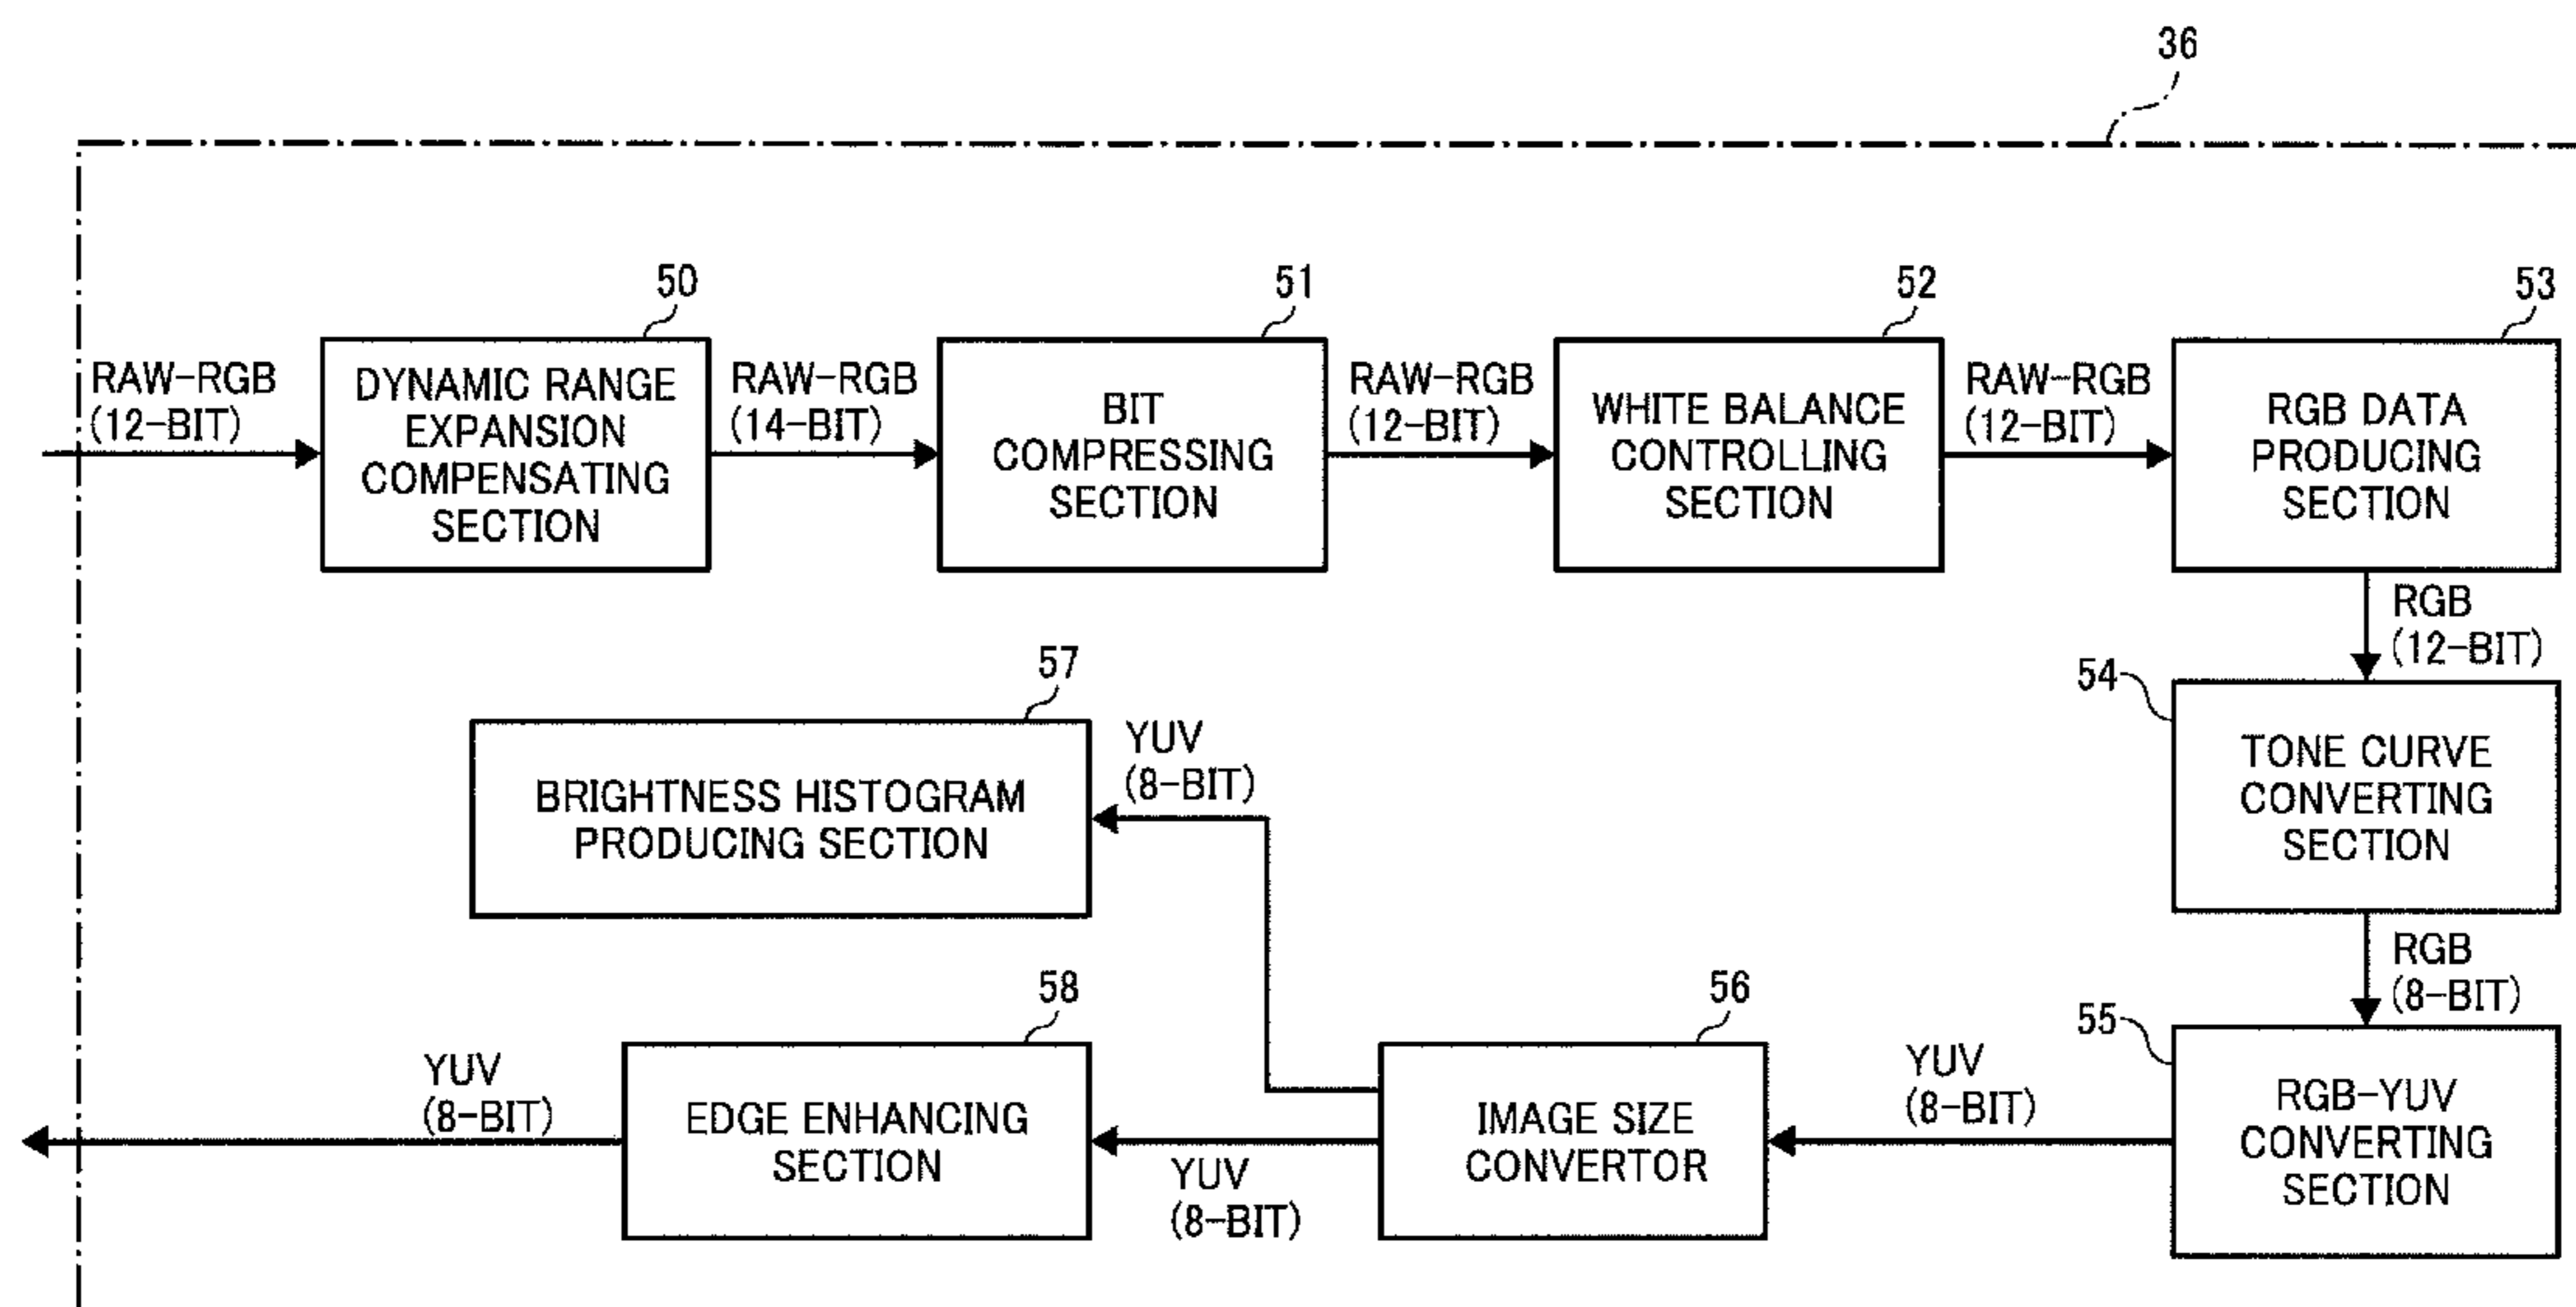 36
50
51
52
53
RAW-RGB
(12-BIT)
DYNAMIC RANGE
EXPANSION
COMPENSATING
SECTION
RAW-RGB
(14-BIT)
BIT
COMPRESSING
SECTION
RAW-RGB
(12-BIT)
WHITE BALANCE
CONTROLLING
SECTION
RAW-RGB
(12-BIT)
RGB DATA
PRODUCING
SECTION
RGB
(12-BIT)
54
TONE CURVE
CONVERTING
SECTION
RGB
(8-BIT)
55
RGB-YUV
CONVERTING
SECTION
YUV
(8-BIT)
56
IMAGE SIZE
CONVERTOR
YUV
(8-BIT)
57
BRIGHTNESS HISTOGRAM
PRODUCING SECTION
YUV
(8-BIT)
58
EDGE ENHANCING
SECTION
YUV
(8-BIT)